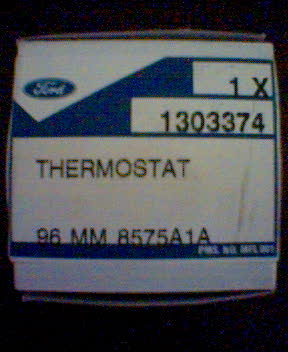 Ford
1 X
1303374
THERMOSTAT
96 MM 8575A1A